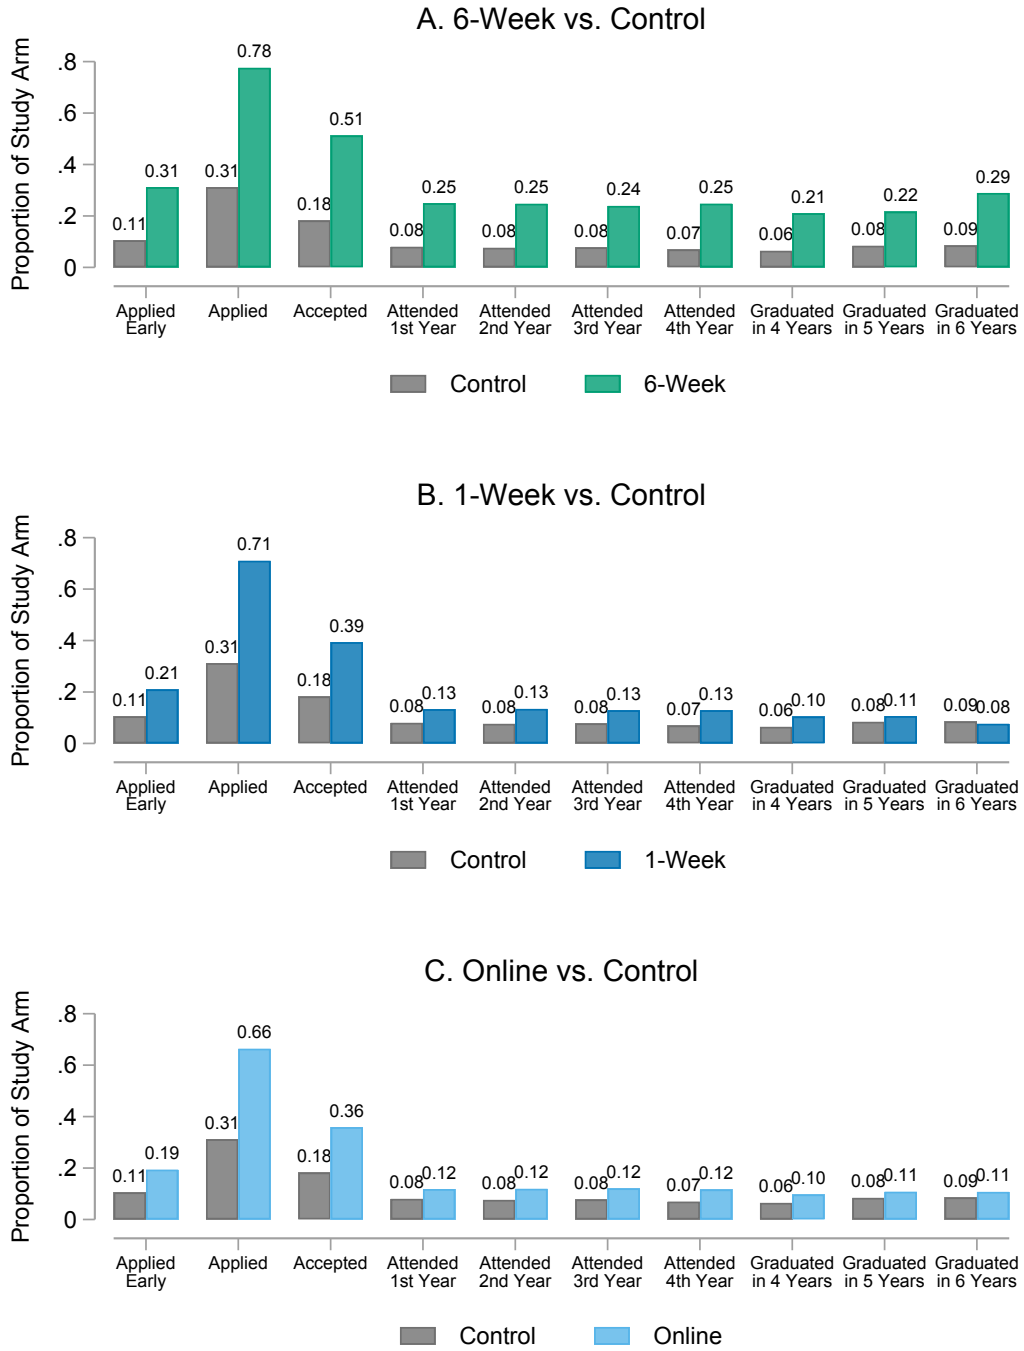 A. 6-Week vs. Control
Proportion of Study Arm
.8
.6
.4
.2
0
0.11 0.31 0.31 0.78 0.18 0.51 0.08 0.25 0.08 0.25 0.08 0.24 0.07 0.25 0.06 0.21 0.08 0.22 0.09 0.29
Applied Applied Accepted Attended Attended Attended Attended Graduated Graduated Graduated
Early 1st Year 2nd Year 3rd Year 4th Year in 4 Years in 5 Years in 6 Years
Control 6-Week
B. 1-Week vs. Control
Proportion of Study Arm
.8
.6
.4
.2
0
0.11 0.21 0.31 0.71 0.18 0.39 0.08 0.13 0.08 0.13 0.08 0.13 0.07 0.13 0.06 0.10 0.08 0.11 0.09 0.08
Applied Applied Accepted Attended Attended Attended Attended Graduated Graduated Graduated
Early 1st Year 2nd Year 3rd Year 4th Year in 4 Years in 5 Years in 6 Years
Control 1-Week
C. Online vs. Control
Proportion of Study Arm
.8
.6
.4
.2
0
0.11 0.19 0.31 0.66 0.18 0.36 0.08 0.12 0.08 0.12 0.08 0.12 0.07 0.12 0.06 0.10 0.08 0.11 0.09 0.11
Applied Applied Accepted Attended Attended Attended Attended Graduated Graduated Graduated
Early 1st Year 2nd Year 3rd Year 4th Year in 4 Years in 5 Years in 6 Years
Control Online